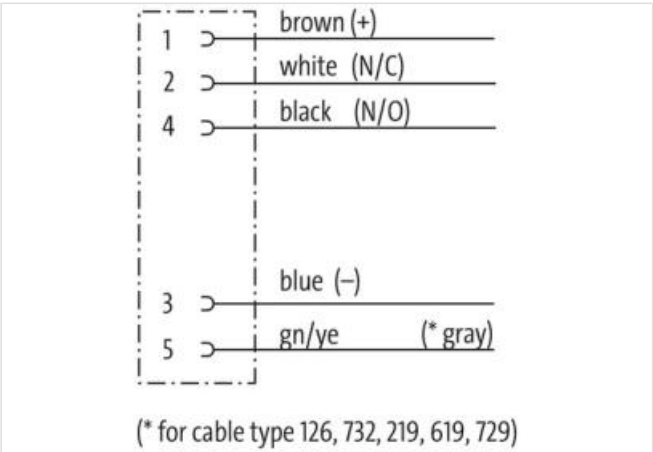 1 brown (+)
2 white (N/C)
4 black (N/O)
3 blue (–)
5 gn/ye (* gray)
(* for cable type 126, 732, 219, 619, 729)